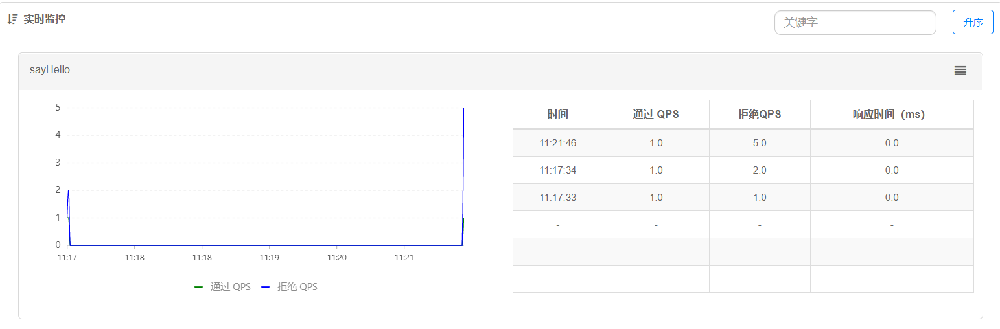 实时监控
关键字
升序
sayHello
5
4
3
2
1
0
11:17 11:18 11:18 11:19 11:20 11:21
通过 QPS 拒绝 QPS
时间 通过 QPS 拒绝QPS 响应时间（ms）
11:21:46 1.0 5.0 0.0
11:17:34 1.0 2.0 0.0
11:17:33 1.0 1.0 0.0
- - - -
- - - -
- - - -